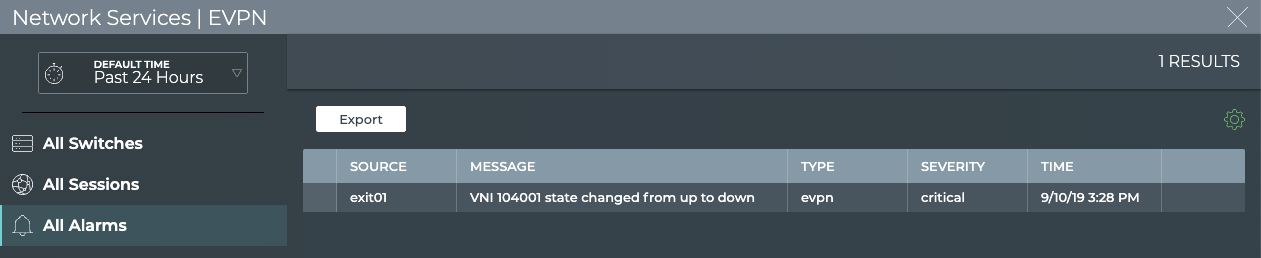 Network Services | EVPN
DEFAULT TIME
Past 24 Hours
1 RESULTS
All Switches
All Sessions
All Alarms
Export
SOURCE MESSAGE TYPE SEVERITY TIME
exit01 VNI 104001 state changed from up to down evpn critical 9/10/19 3:28 PM